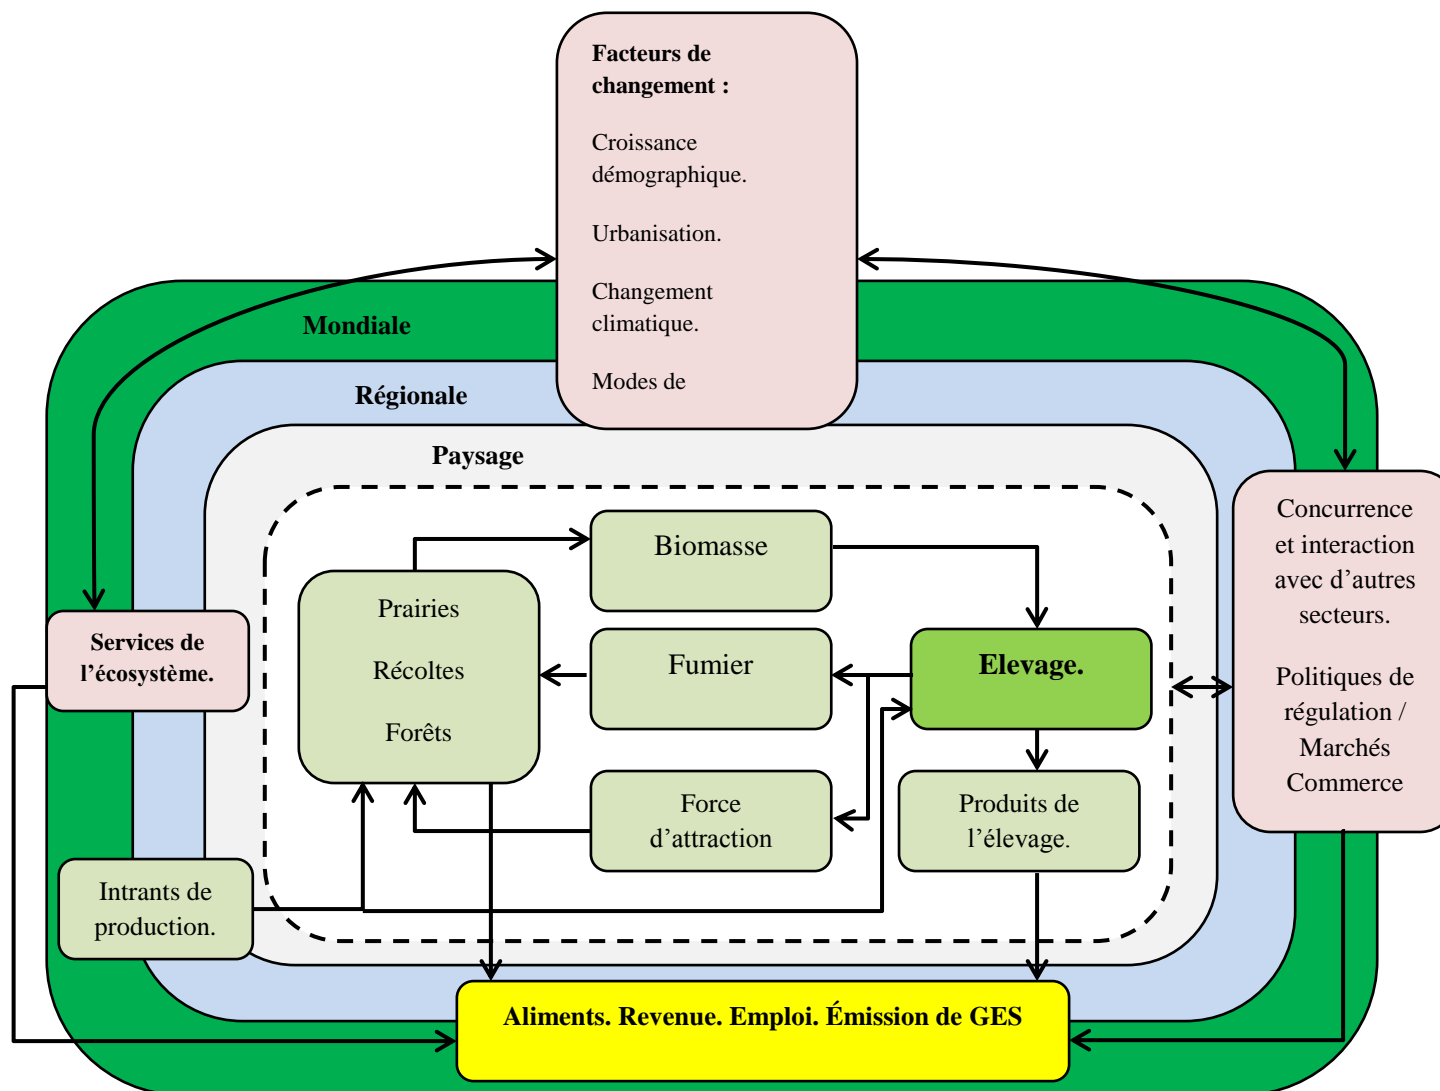 Facteurs de
changement :
Croissance
démographique.
Urbanisation.
Changement
climatique.
Modes de
Mondiale
Régionale
Paysage
Biomasse
Prairies
Récoltes
Forêts
Fumier
Elevage.
Force
d'attraction
Produits de
l'élevage.
Services de
l'écosystème.
Intrants de
production.
Concurrence
et interaction
avec d'autres
secteurs.
Politiques de
régulation /
Marchés
Commerce
Aliments. Revenue. Emploi. Émission de GES